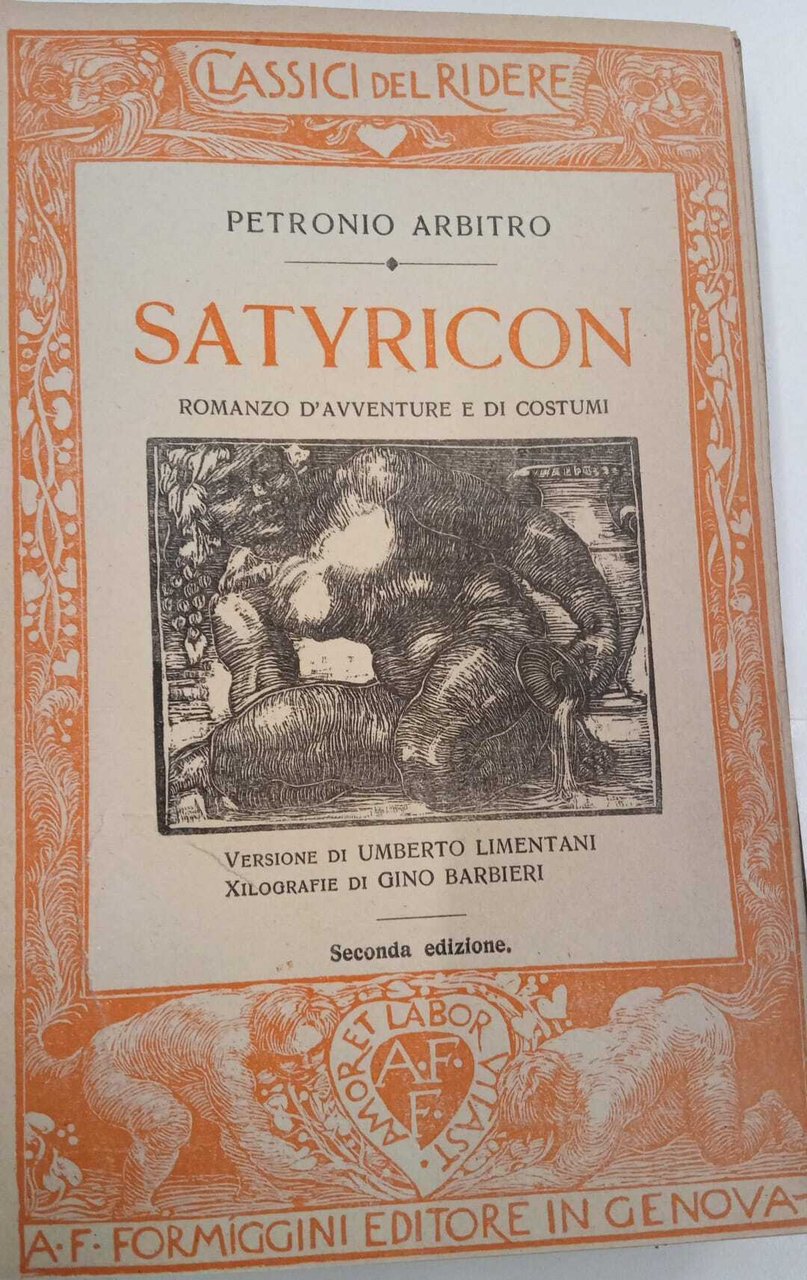 CLASSICI DEL RIDERE
PETRONIO ARBITRO
SATYRICON
ROMANZO D'AVVENTURE E DI COSTUMI
VERSIONE DI UMBERTO LIMENTANI
XILOGRAFIE DI GINO BARBIERI
Seconda edizione.
AMOR ET LABOR VITAST.
A·F·
F·
A·F·FORMÍGGINI EDITORE IN GENOVA